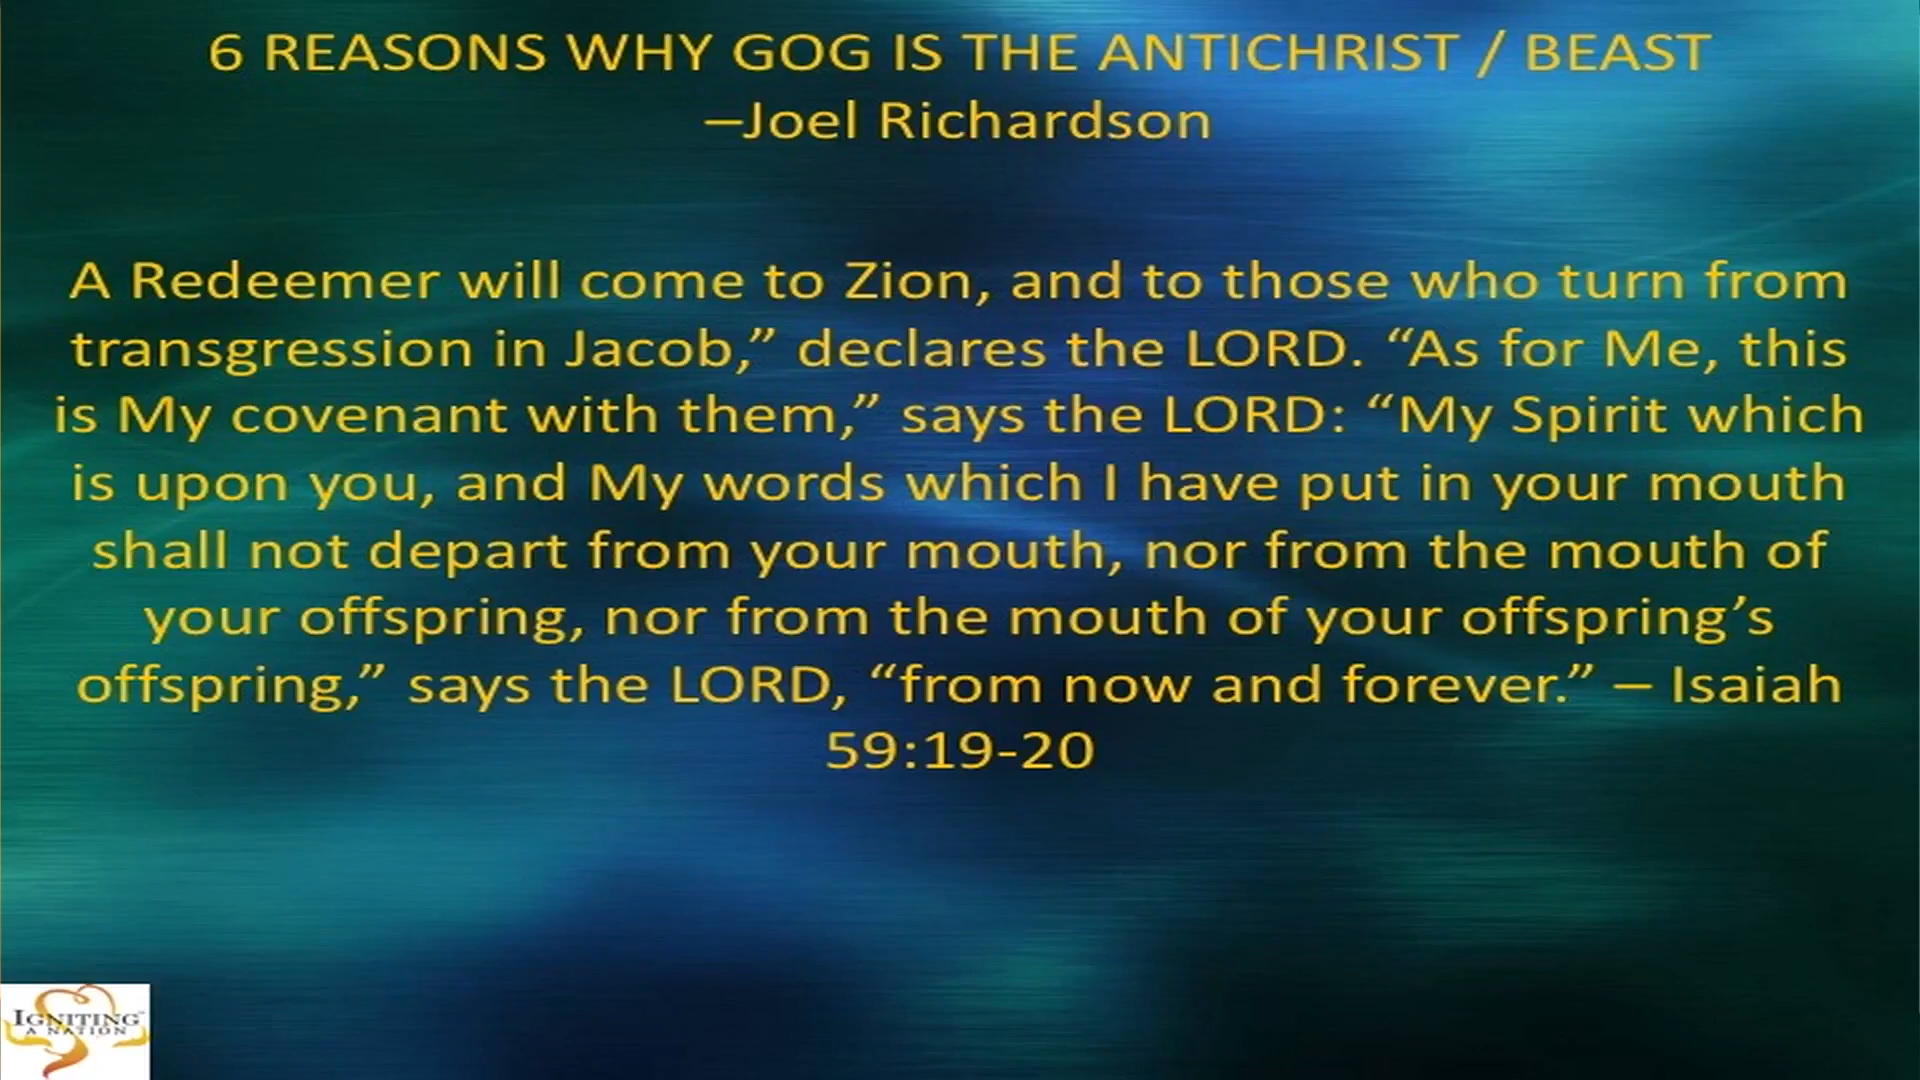 6 REASONS WHY GOG IS THE ANTICHRIST / BEAST
–Joel Richardson
A Redeemer will come to Zion, and to those who turn from
transgression in Jacob,” declares the LORD. “As for Me, this
is My covenant with them,” says the LORD: “My Spirit which
is upon you, and My words which I have put in your mouth
shall not depart from your mouth, nor from the mouth of
your offspring, nor from the mouth of your offspring’s
offspring,” says the LORD, “from now and forever.” – Isaiah
59:19-20
IGNITING
A NATION